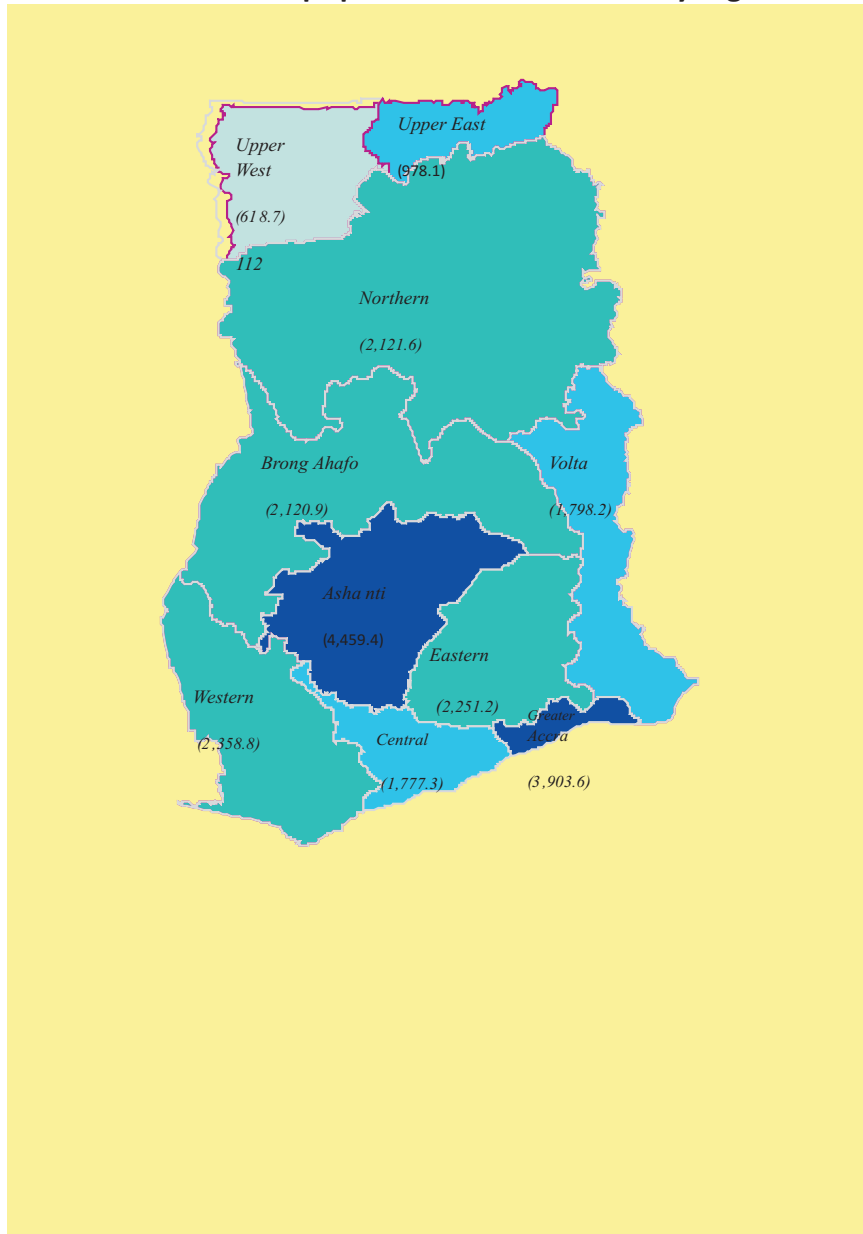 Upper East
(978.1)
Upper
West
(618.7)
112
Northern
(2,121.6)
Brong Ahafo
(2,120.9)
Volta
(1,798.2)
Asha nti
(4,459.4)
Eastern
(2,251.2)
Western
(2,358.8)
Central
(1,777.3)
Greater
Accra
(3,903.6)